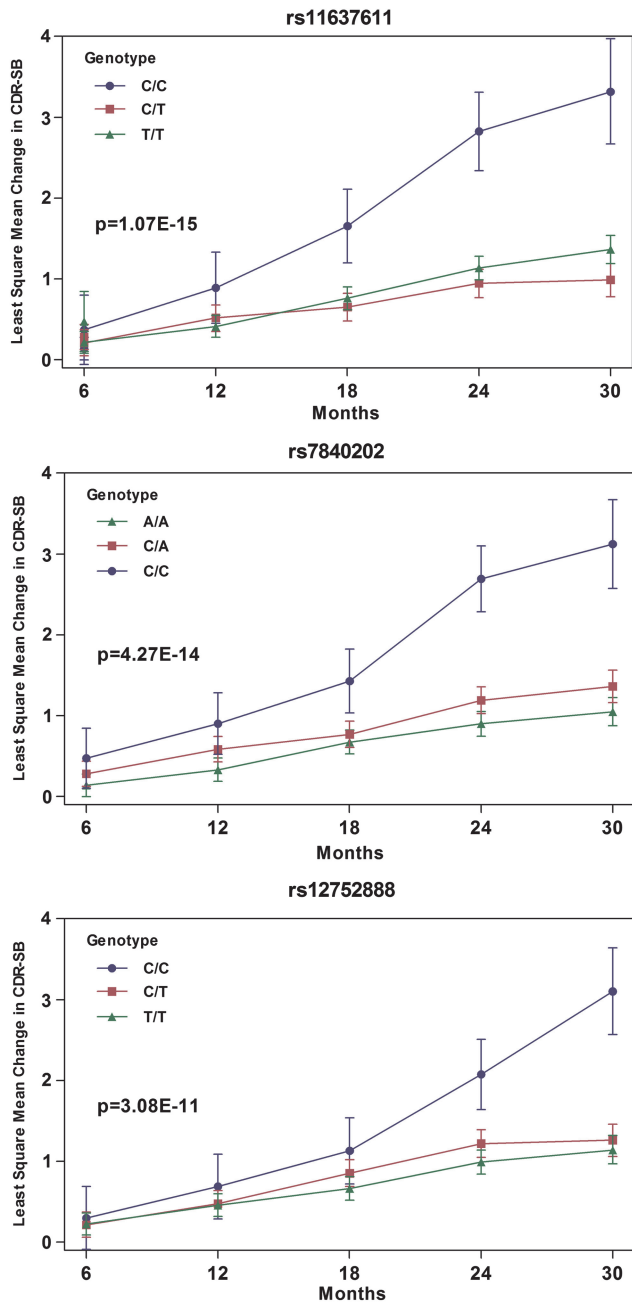 rs11637611
Least Square Mean Change in CDR-SB
4
3
2
1
0
Genotype
C/C
C/T
T/T
p=1.07E-15
6 12 18 24 30
Months
rs7840202
Least Square Mean Change in CDR-SB
4
3
2
1
0
Genotype
A/A
C/A
C/C
p=4.27E-14
6 12 18 24 30
Months
rs12752888
Least Square Mean Change in CDR-SB
4
3
2
1
0
Genotype
C/C
C/T
T/T
p=3.08E-11
6 12 18 24 30
Months